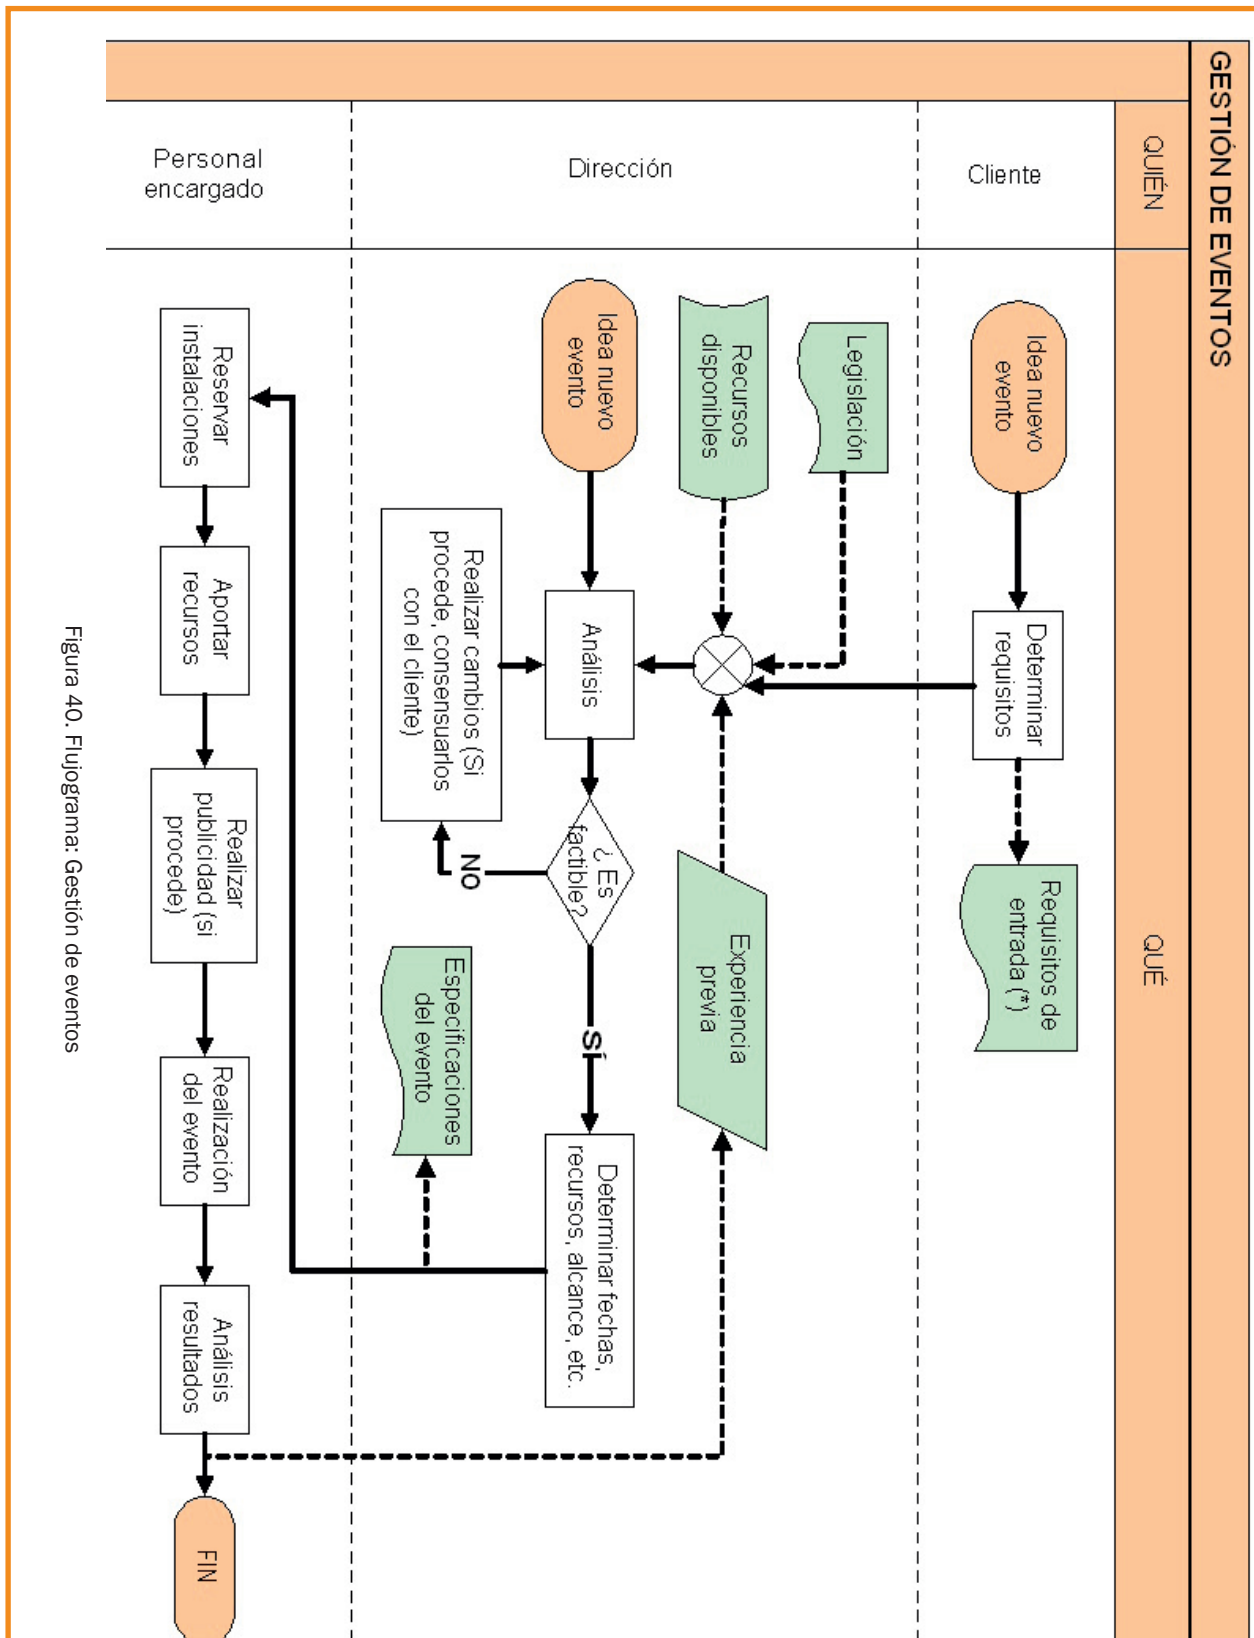 GESTIÓN DE EVENTOS
QUIÉN
QUÉ
Cliente
Idea nuevo
evento
Determinar
requisitos
Requisitos de
entrada (*)
Dirección
Legislación
Recursos
disponibles
Experiencia
previa
Idea nuevo
evento
Análisis
¿ Es
factible?
SÍ
Determinar fechas,
recursos, alcance, etc.
NO
Realizar cambios (Si
procede, consensuarlos
con el cliente)
Especificaciones
del evento
Personal
encargado
Reservar
instalaciones
Aportar
recursos
Realizar
publicidad (si
procede)
Realización
del evento
Análisis
resultados
FIN
Figura 40. Flujograma: Gestión de eventos